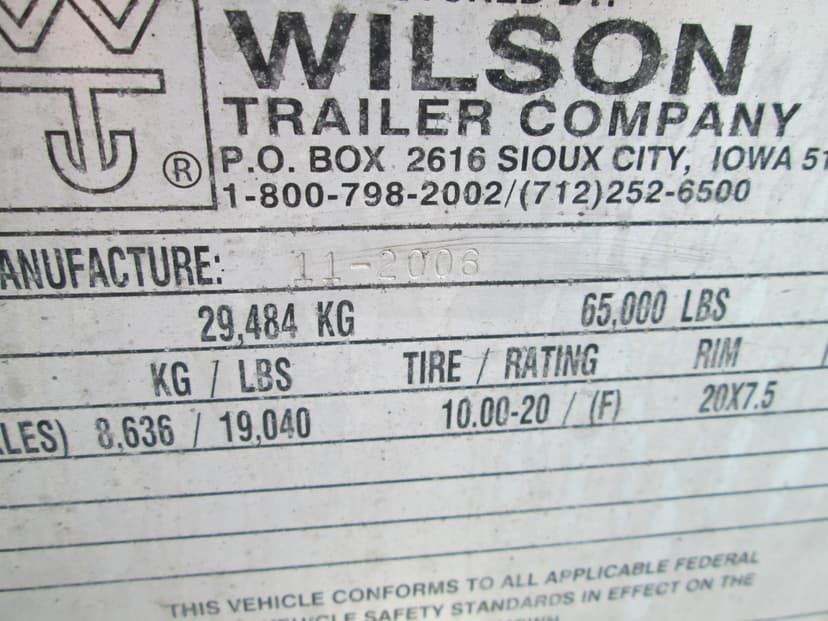 WILSON
TRAILER COMPANY
® P.O. BOX 2616 SIOUX CITY, IOWA 51
1-800-798-2002/(712)252-6500
ANUFACTURE: 11-2006
29,484 KG 65,000 LBS
KG / LBS TIRE / RATING RIM
LES) 8,636 / 19,040 10.00-20 / (F) 20X7.5
THIS VEHICLE CONFORMS TO ALL APPLICABLE FEDERAL
VEHICLE SAFETY STANDARDS IN EFFECT ON THE